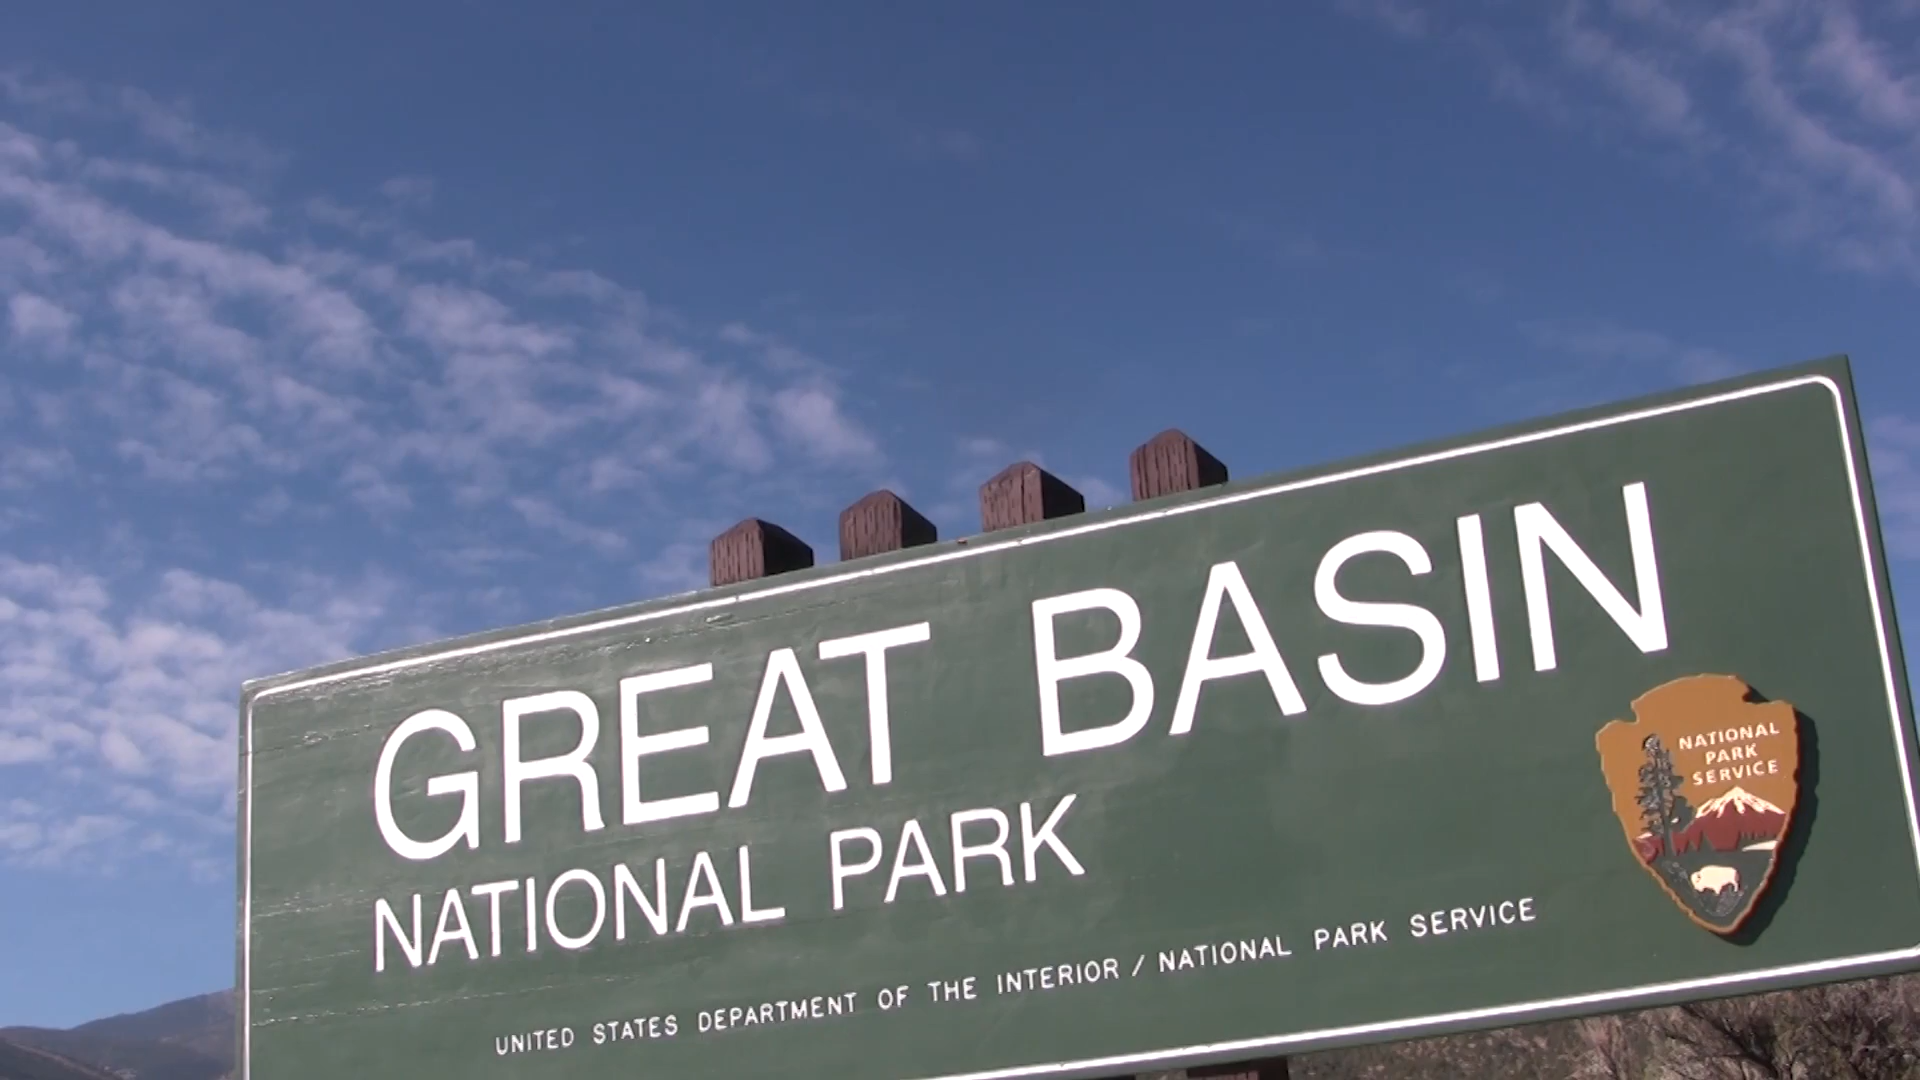 GREAT BASIN
NATIONAL PARK
UNITED STATES DEPARTMENT OF THE INTERIOR / NATIONAL PARK SERVICE
NATIONAL
PARK
SERVICE